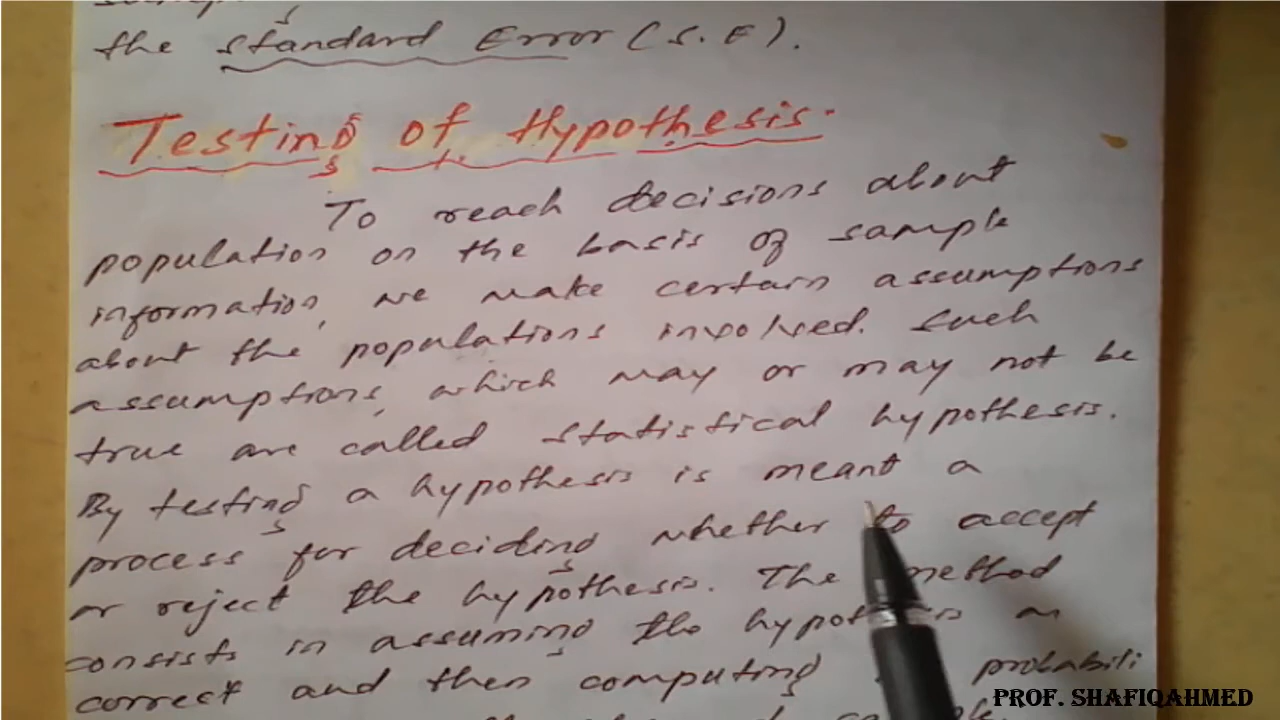 the standard Error (S.E).
Testing of Hypothesis.
To reach decisions about
population on the basis of sample
information, we make certain assumptions
about the populations involved. Such
assumptions, which may or may not be
true are called statistical hypothesis.
By testing a hypothesis is meant a
process for deciding whether to accept
or reject the hypothesis. The method
consists in assuming the hypothesis as
correct and then computing probabili
PROF. SHAFIQAHMED